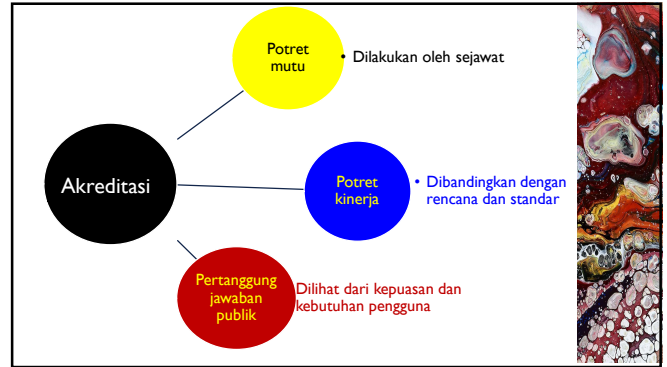 Potret
mutu
• Dilakukan oleh sejawat
Akreditasi
Potret
kinerja
• Dibandingkan dengan
rencana dan standar
Pertanggung
jawaban
publik
Dilihat dari kepuasan dan
kebutuhan pengguna